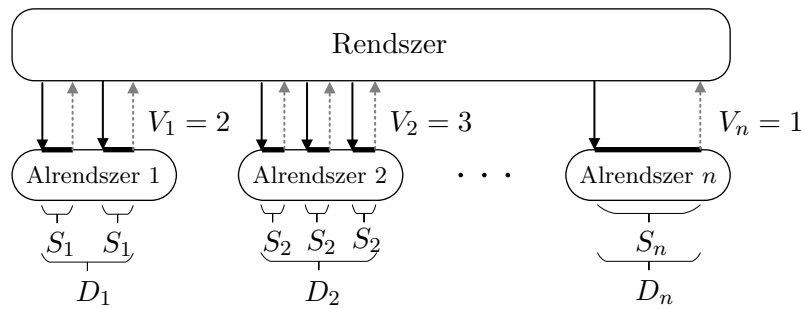 Rendszer
V₁ = 2 V₂ = 3 Vₙ = 1
Alrendszer 1 Alrendszer 2 · · · Alrendszer n
S₁ S₁ S₂ S₂ S₂ Sₙ
D₁ D₂ Dₙ